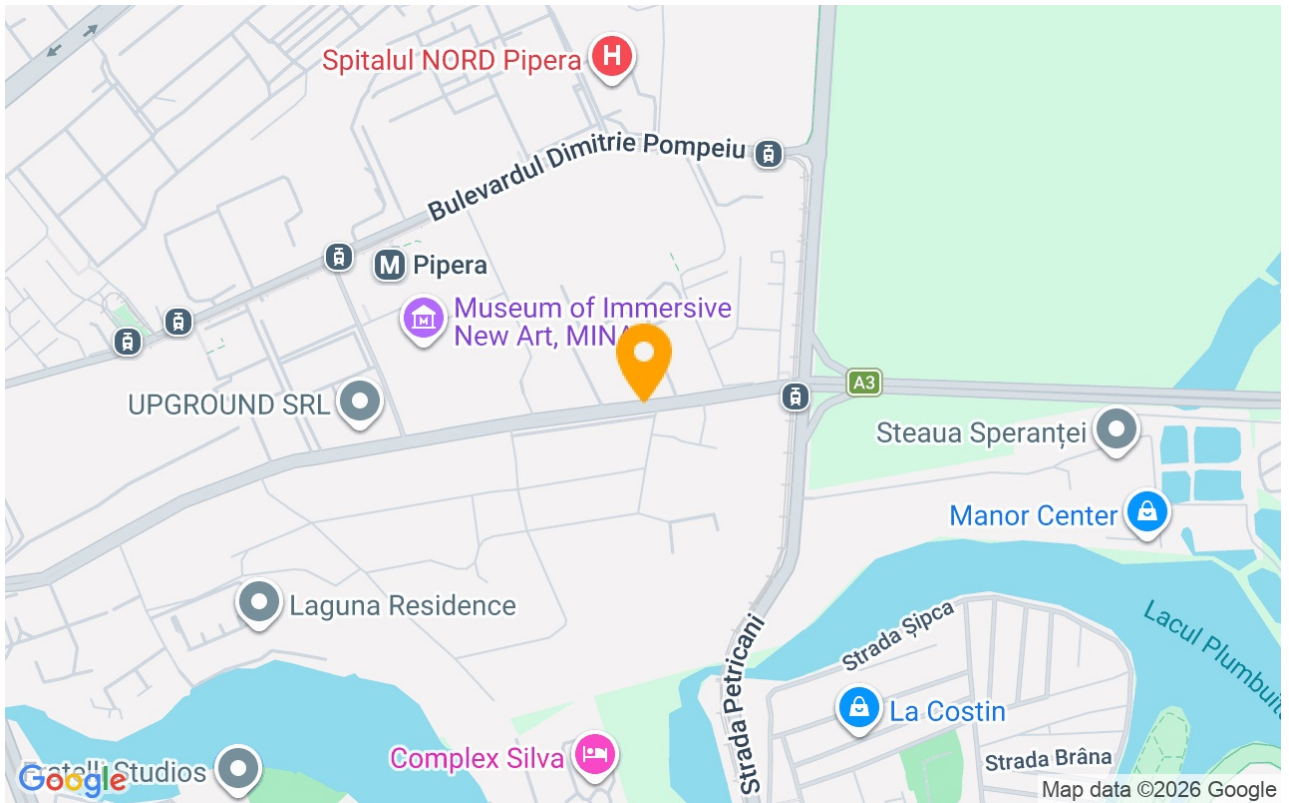 Spitalul NORD Pipera
H
Bulevardul Dimitrie Pompeiu
M
Pipera
Museum of Immersive
New Art, MINA
UPGROUND SRL
A3
Steaua Speranței
Manor Center
Laguna Residence
Strada Șipca
Lacul Plumbuita
Strada Petricani
La Costin
Complex Silva
Strada Brâna
Fratelli Studios
Google
Map data ©2026 Google